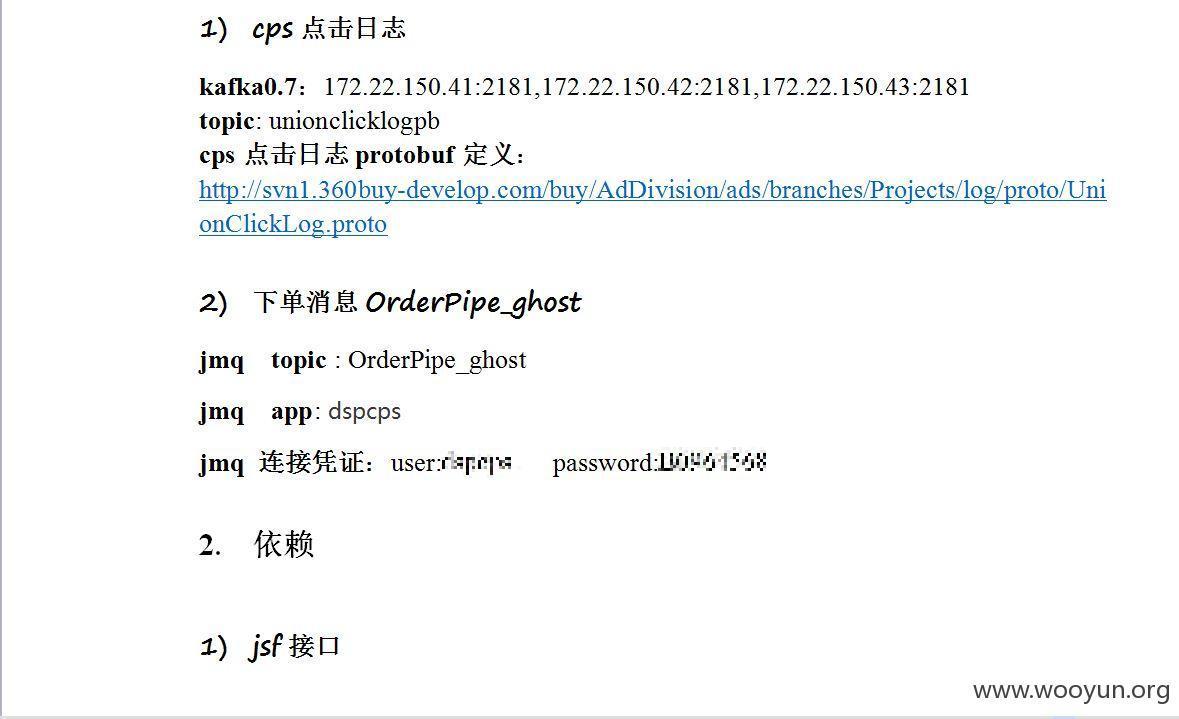 1) cps 点击日志
kafka0.7：172.22.150.41:2181,172.22.150.42:2181,172.22.150.43:2181
topic: unionclicklogpb
cps 点击日志 protobuf 定义：
http://svn1.360buy-develop.com/buy/AdDivision/ads/branches/Projects/log/proto/Uni
onClickLog.proto
2) 下单消息 OrderPipe_ghost
jmq topic : OrderPipe_ghost
jmq app: dspcps
jmq 连接凭证：user: password:
2. 依赖
1) jsf 接口
www.wooyun.org